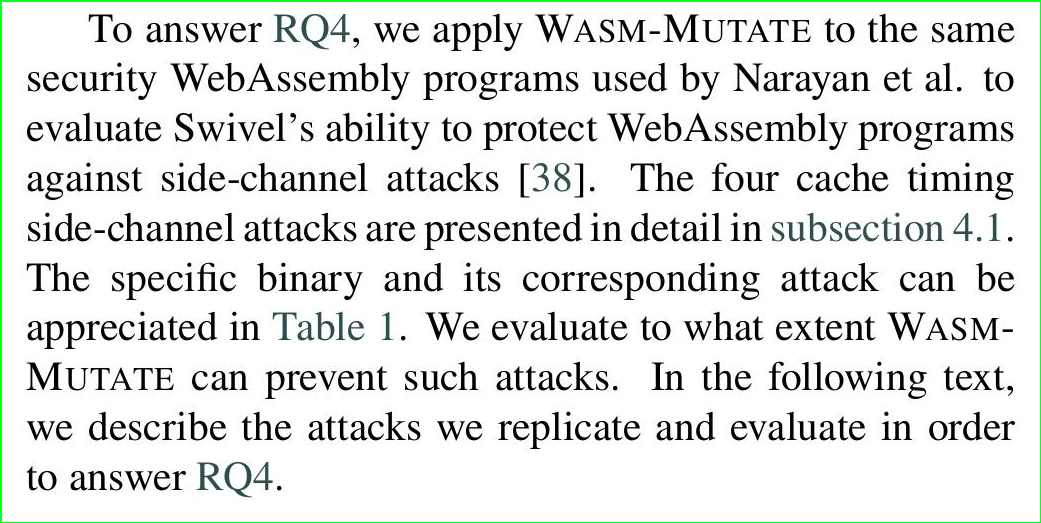 To answer RQ4, we apply WASM-MUTATE to the same
security WebAssembly programs used by Narayan et al. to
evaluate Swivel’s ability to protect WebAssembly programs
against side-channel attacks [38]. The four cache timing
side-channel attacks are presented in detail in subsection 4.1.
The specific binary and its corresponding attack can be
appreciated in Table 1. We evaluate to what extent WASM-
MUTATE can prevent such attacks. In the following text,
we describe the attacks we replicate and evaluate in order
to answer RQ4.